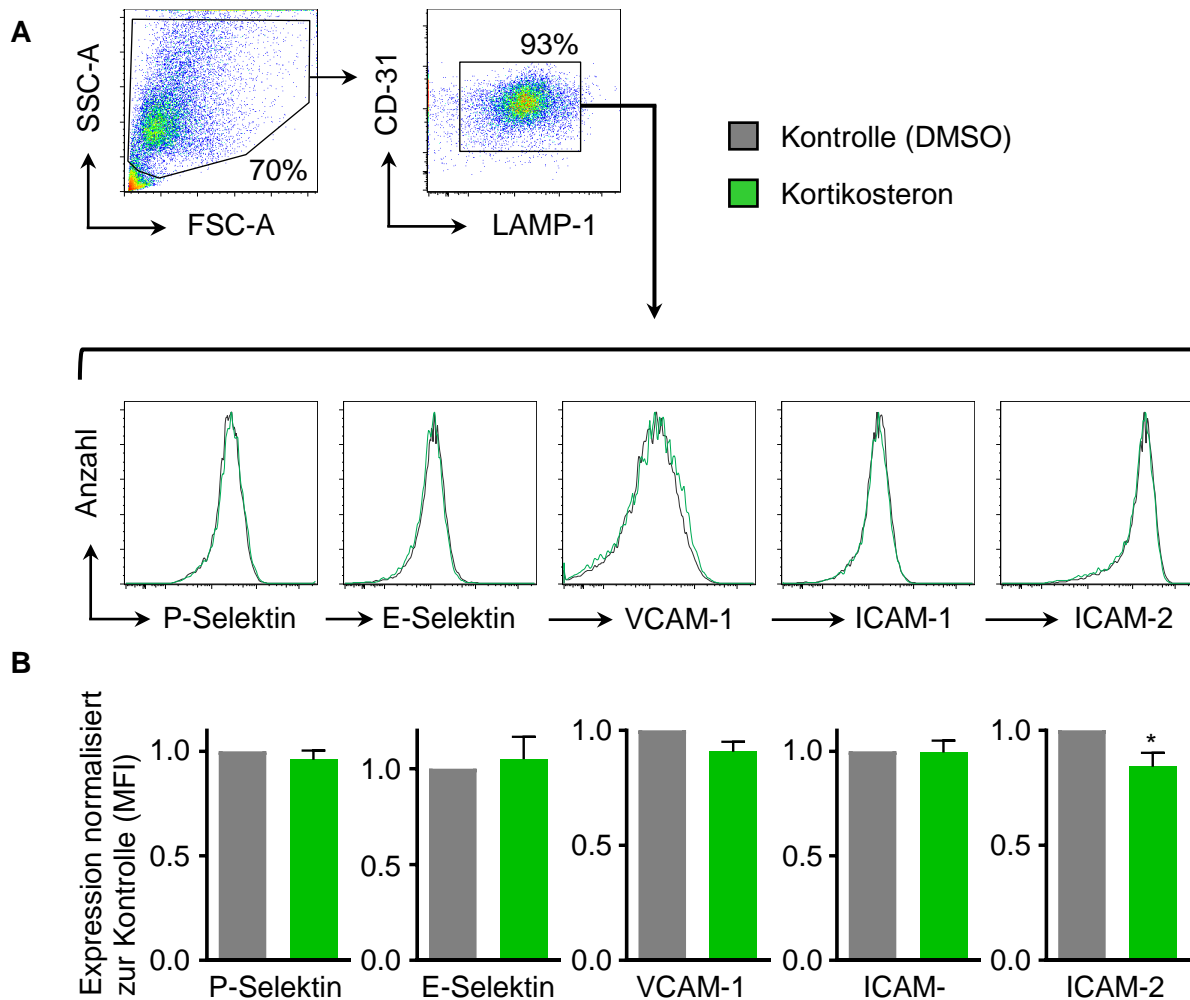 A
SSC-A
70%
FSC-A
CD-31
93%
LAMP-1
Kontrolle (DMSO)
Kortikosteron
Anzahl
P-Selektin
E-Selektin
VCAM-1
ICAM-1
ICAM-2
B
Expression normalisiert
zur Kontrolle (MFI)
1.0
0.5
0.0
P-Selektin
1.0
0.5
0.0
E-Selektin
1.0
0.5
0.0
VCAM-1
1.0
0.5
0.0
ICAM-
1.0
0.5
0.0
*
ICAM-2